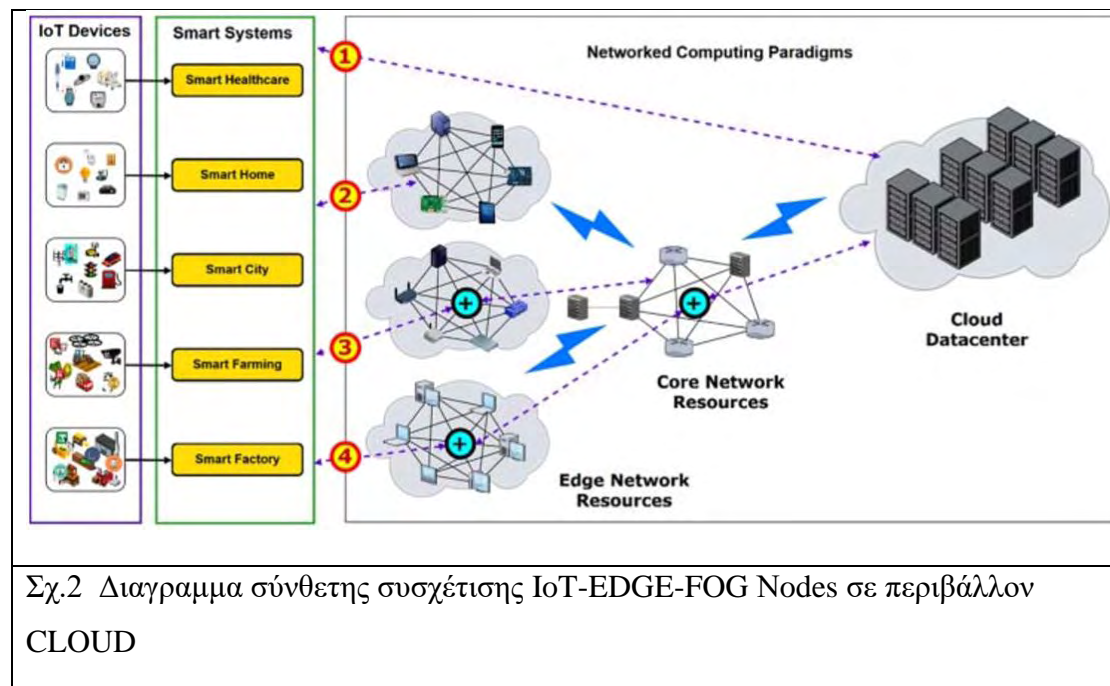 IoT Devices
Smart Systems
Networked Computing Paradigms
1
Smart Healthcare
Smart Home
2
Smart City
3
Smart Farming
4
Smart Factory
+
+
+
Cloud
Datacenter
Core Network
Resources
Edge Network
Resources
Σχ.2 Διαγραμμα σύνθετης συσχέτισης IoT-EDGE-FOG Nodes σε περιβάλλον
CLOUD